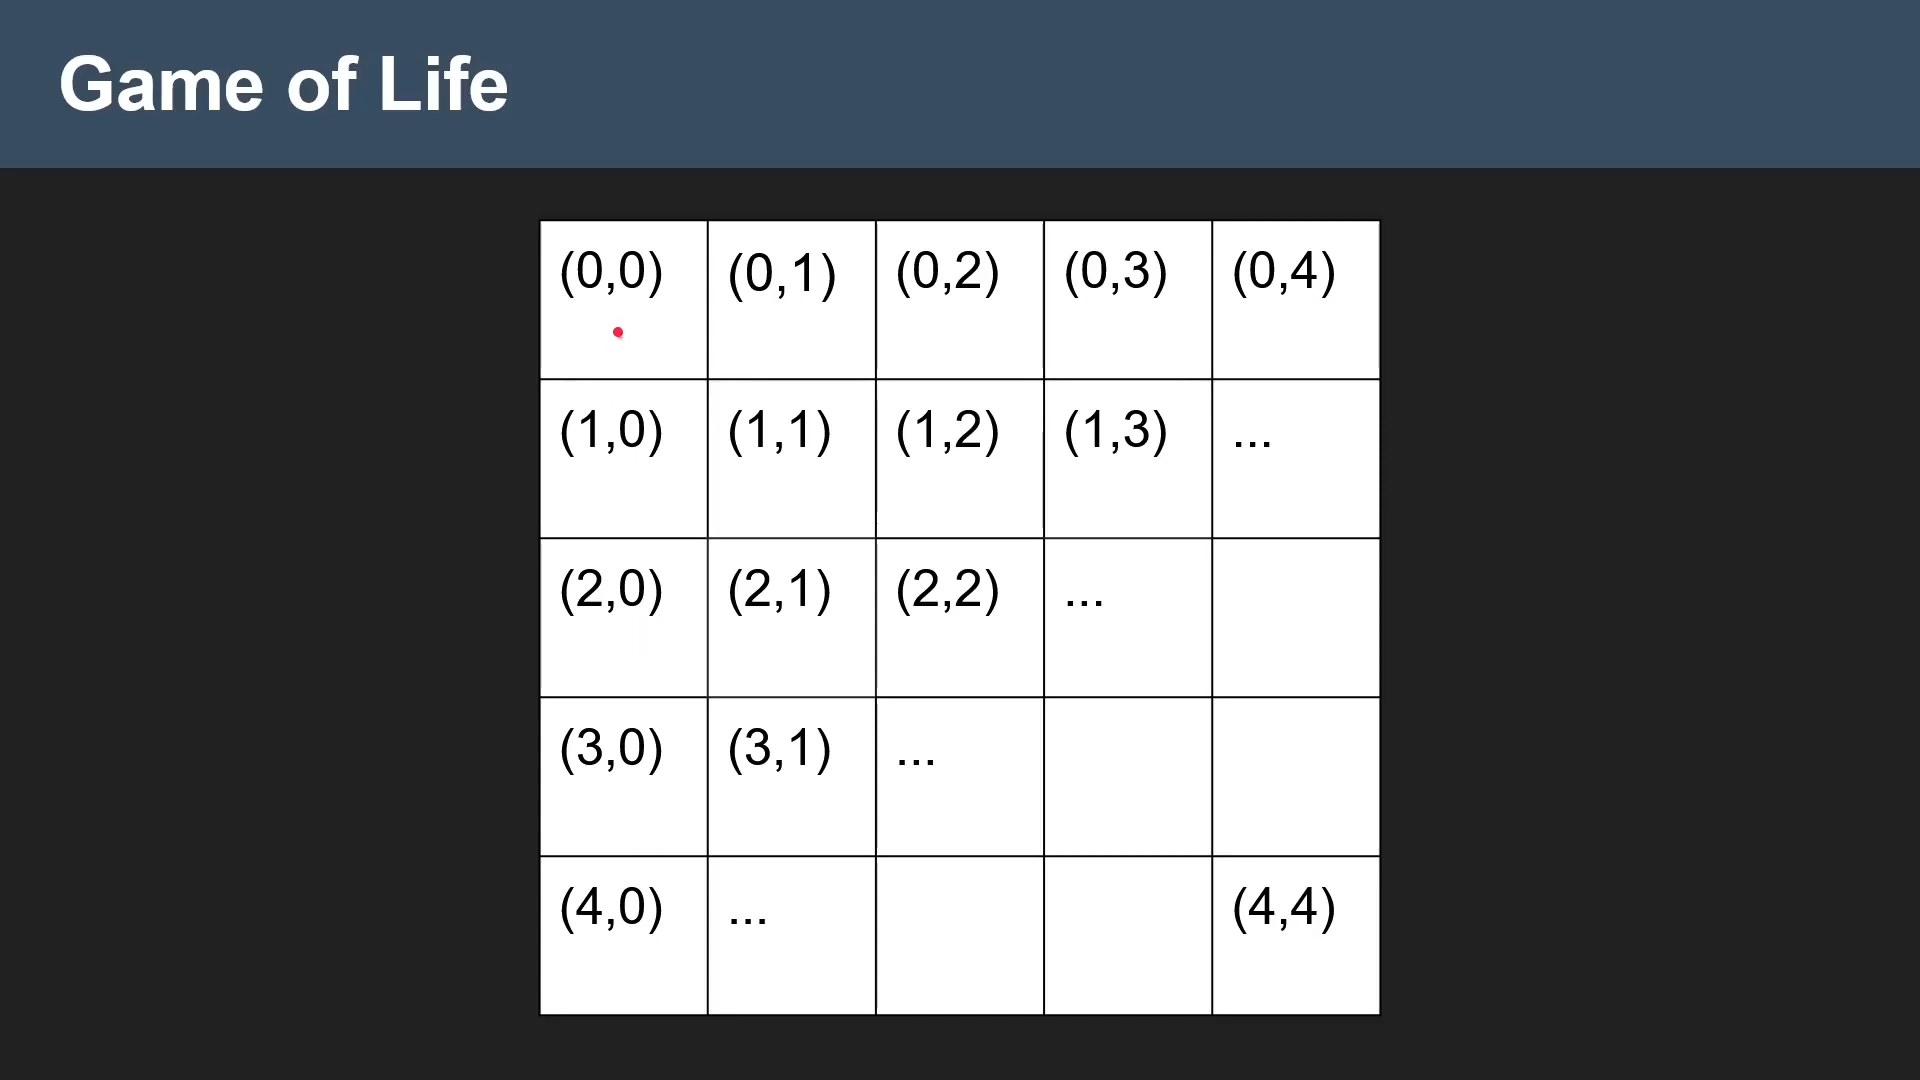 Game of Life
(0,0) (0,1) (0,2) (0,3) (0,4)
(1,0) (1,1) (1,2) (1,3) ...
(2,0) (2,1) (2,2) ...
(3,0) (3,1) ...
(4,0) ... (4,4)